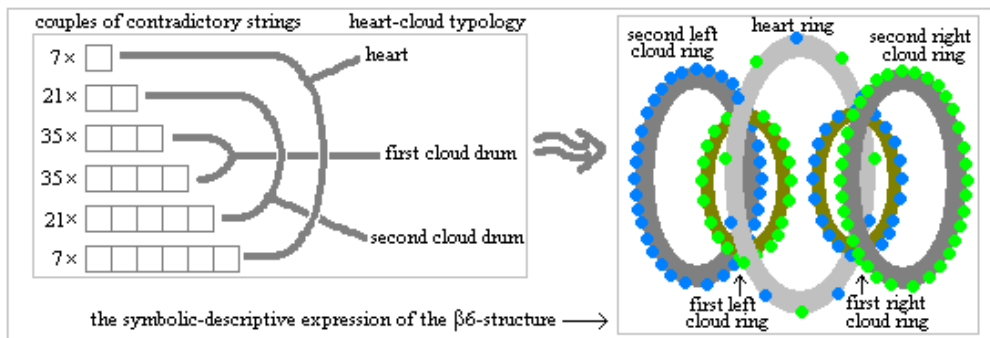 couples of contradictory strings
heart-cloud typology
7×
21×
35×
35×
21×
7×
heart
first cloud drum
second cloud drum
second left
cloud ring
heart ring
second right
cloud ring
first left
cloud ring
first right
cloud ring
the symbolic-descriptive expression of the β6-structure